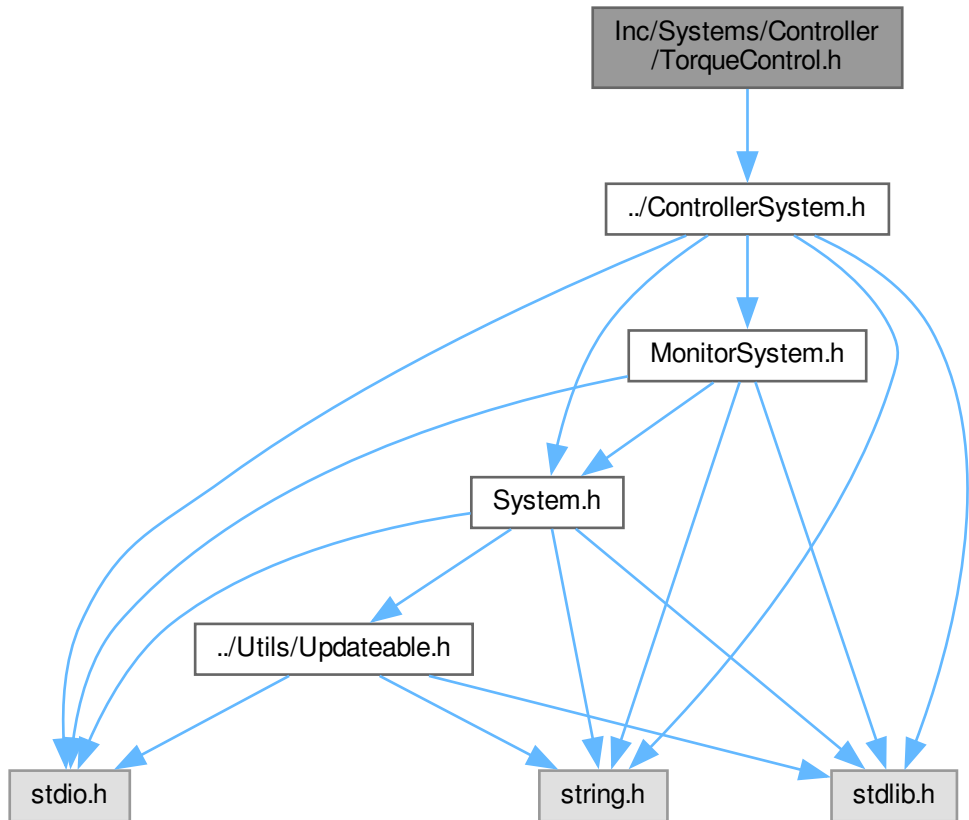 Inc/Systems/Controller
/TorqueControl.h
../ControllerSystem.h
MonitorSystem.h
System.h
../Utils/Updateable.h
stdio.h
string.h
stdlib.h